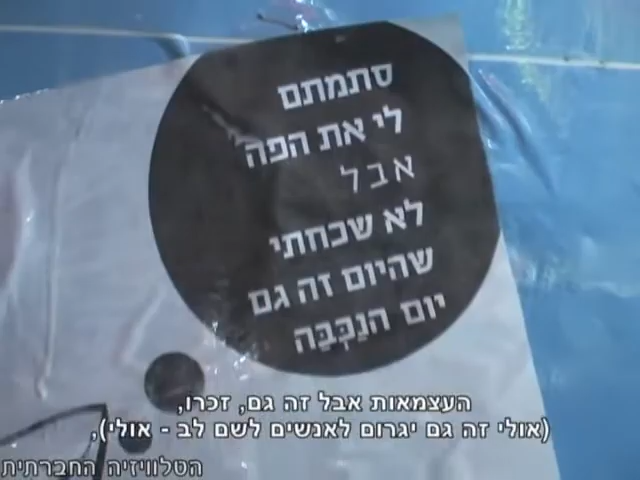 סתמתם
לי את הפה
אבל
לא שכחתי
שהיום זה גם
יום הנַכְּבָּה
העצמאות אבל זה גם, זכרו,
(אולי זה גם יגרום לאנשים לשם לב - אולי),
הטלוויזיה החברתית